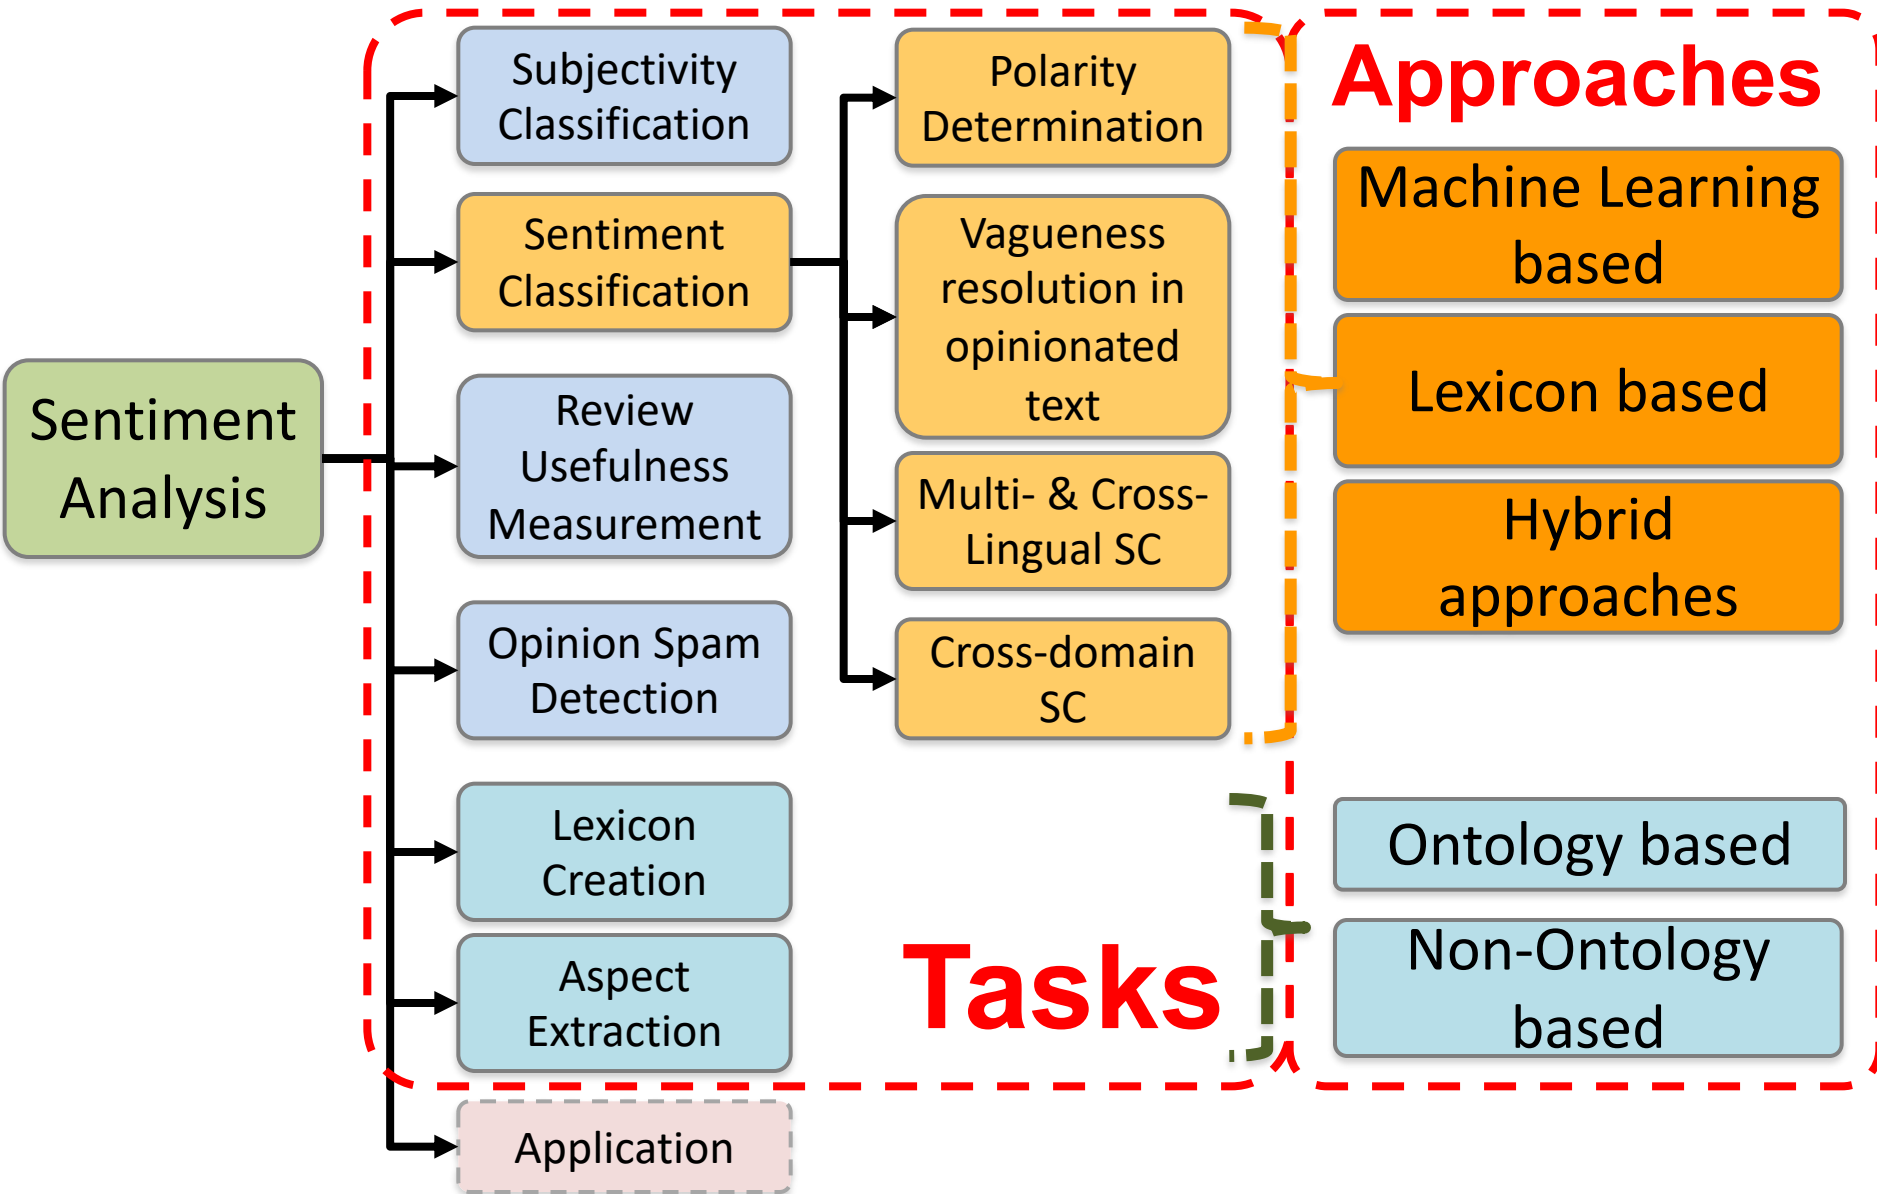 Sentiment
Analysis
Subjectivity
Classification
Sentiment
Classification
Review
Usefulness
Measurement
Opinion Spam
Detection
Lexicon
Creation
Aspect
Extraction
Application
Polarity
Determination
Vagueness
resolution in
opinionated
text
Multi- & Cross-
Lingual SC
Cross-domain
SC
Tasks
Approaches
Machine Learning
based
Lexicon based
Hybrid
approaches
Ontology based
Non-Ontology
based